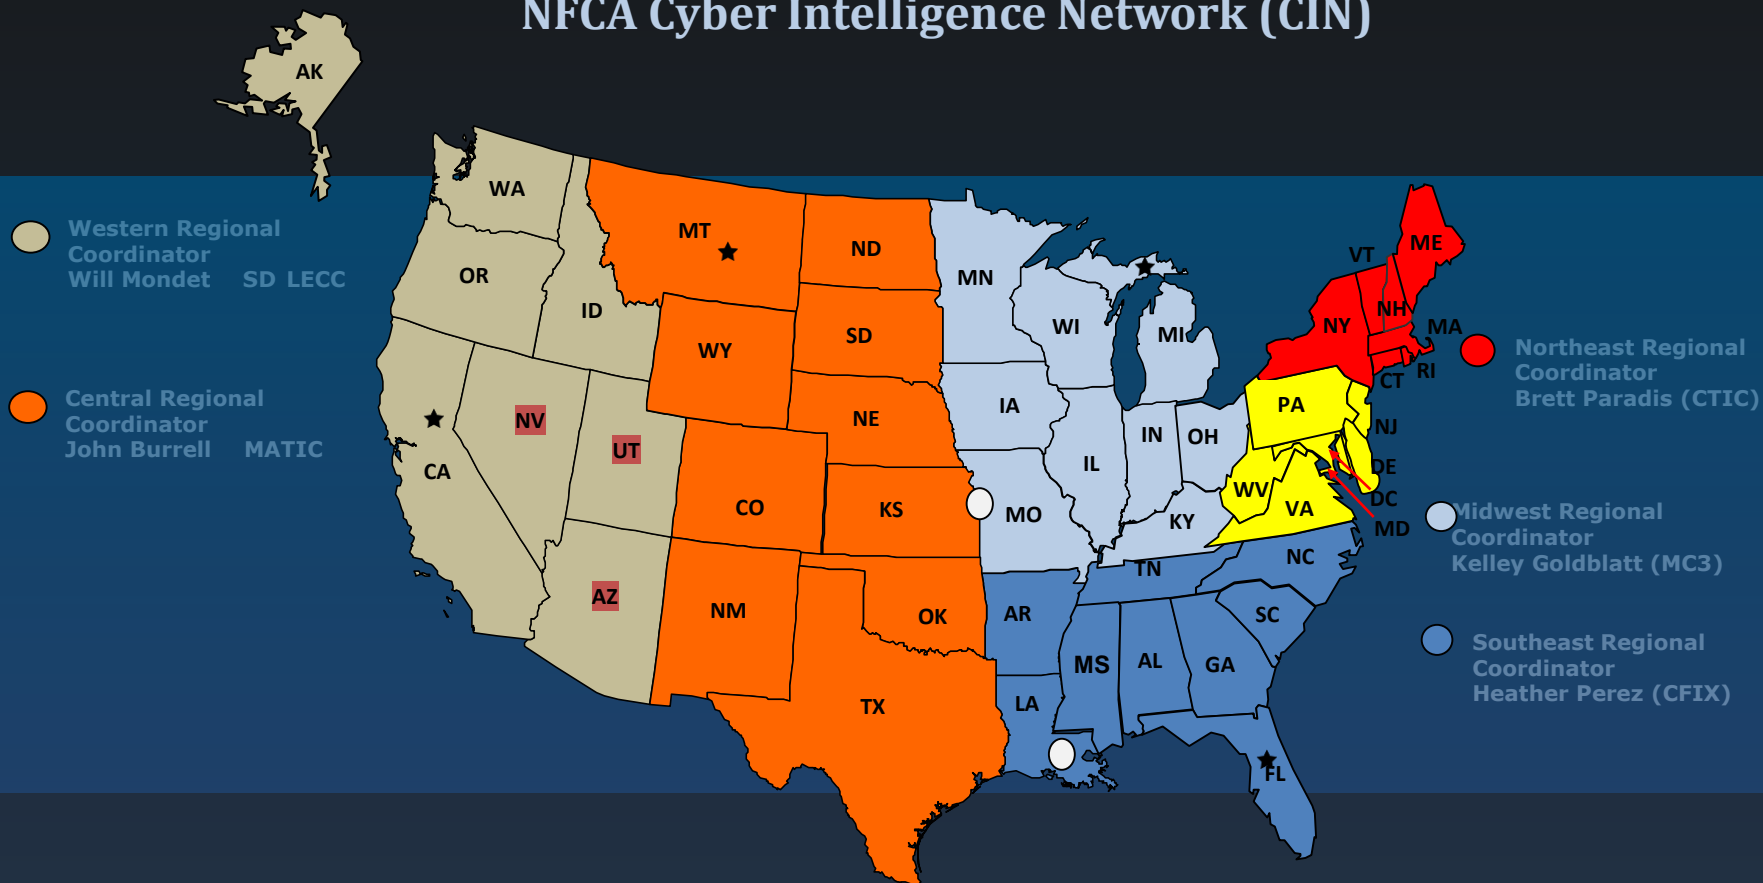 NFCA Cyber Intelligence Network (CIN)
AK
WA
MT
ND
OR
ID
MN
VT
ME
WY
SD
WI
MI
NY
NH
MA
NV
UT
NE
IA
CT
RI
PA
NJ
CA
CO
KS
MO
IL
IN
OH
KY
WV
VA
DE
DC
MD
AZ
NM
OK
TX
AR
TN
NC
SC
MS
AL
GA
LA
FL
Western Regional
Coordinator
Will Mondet SD LECC
Central Regional
Coordinator
John Burrell MATIC
Northeast Regional
Coordinator
Brett Paradis (CTIC)
Midwest Regional
Coordinator
Kelley Goldblatt (MC3)
Southeast Regional
Coordinator
Heather Perez (CFIX)